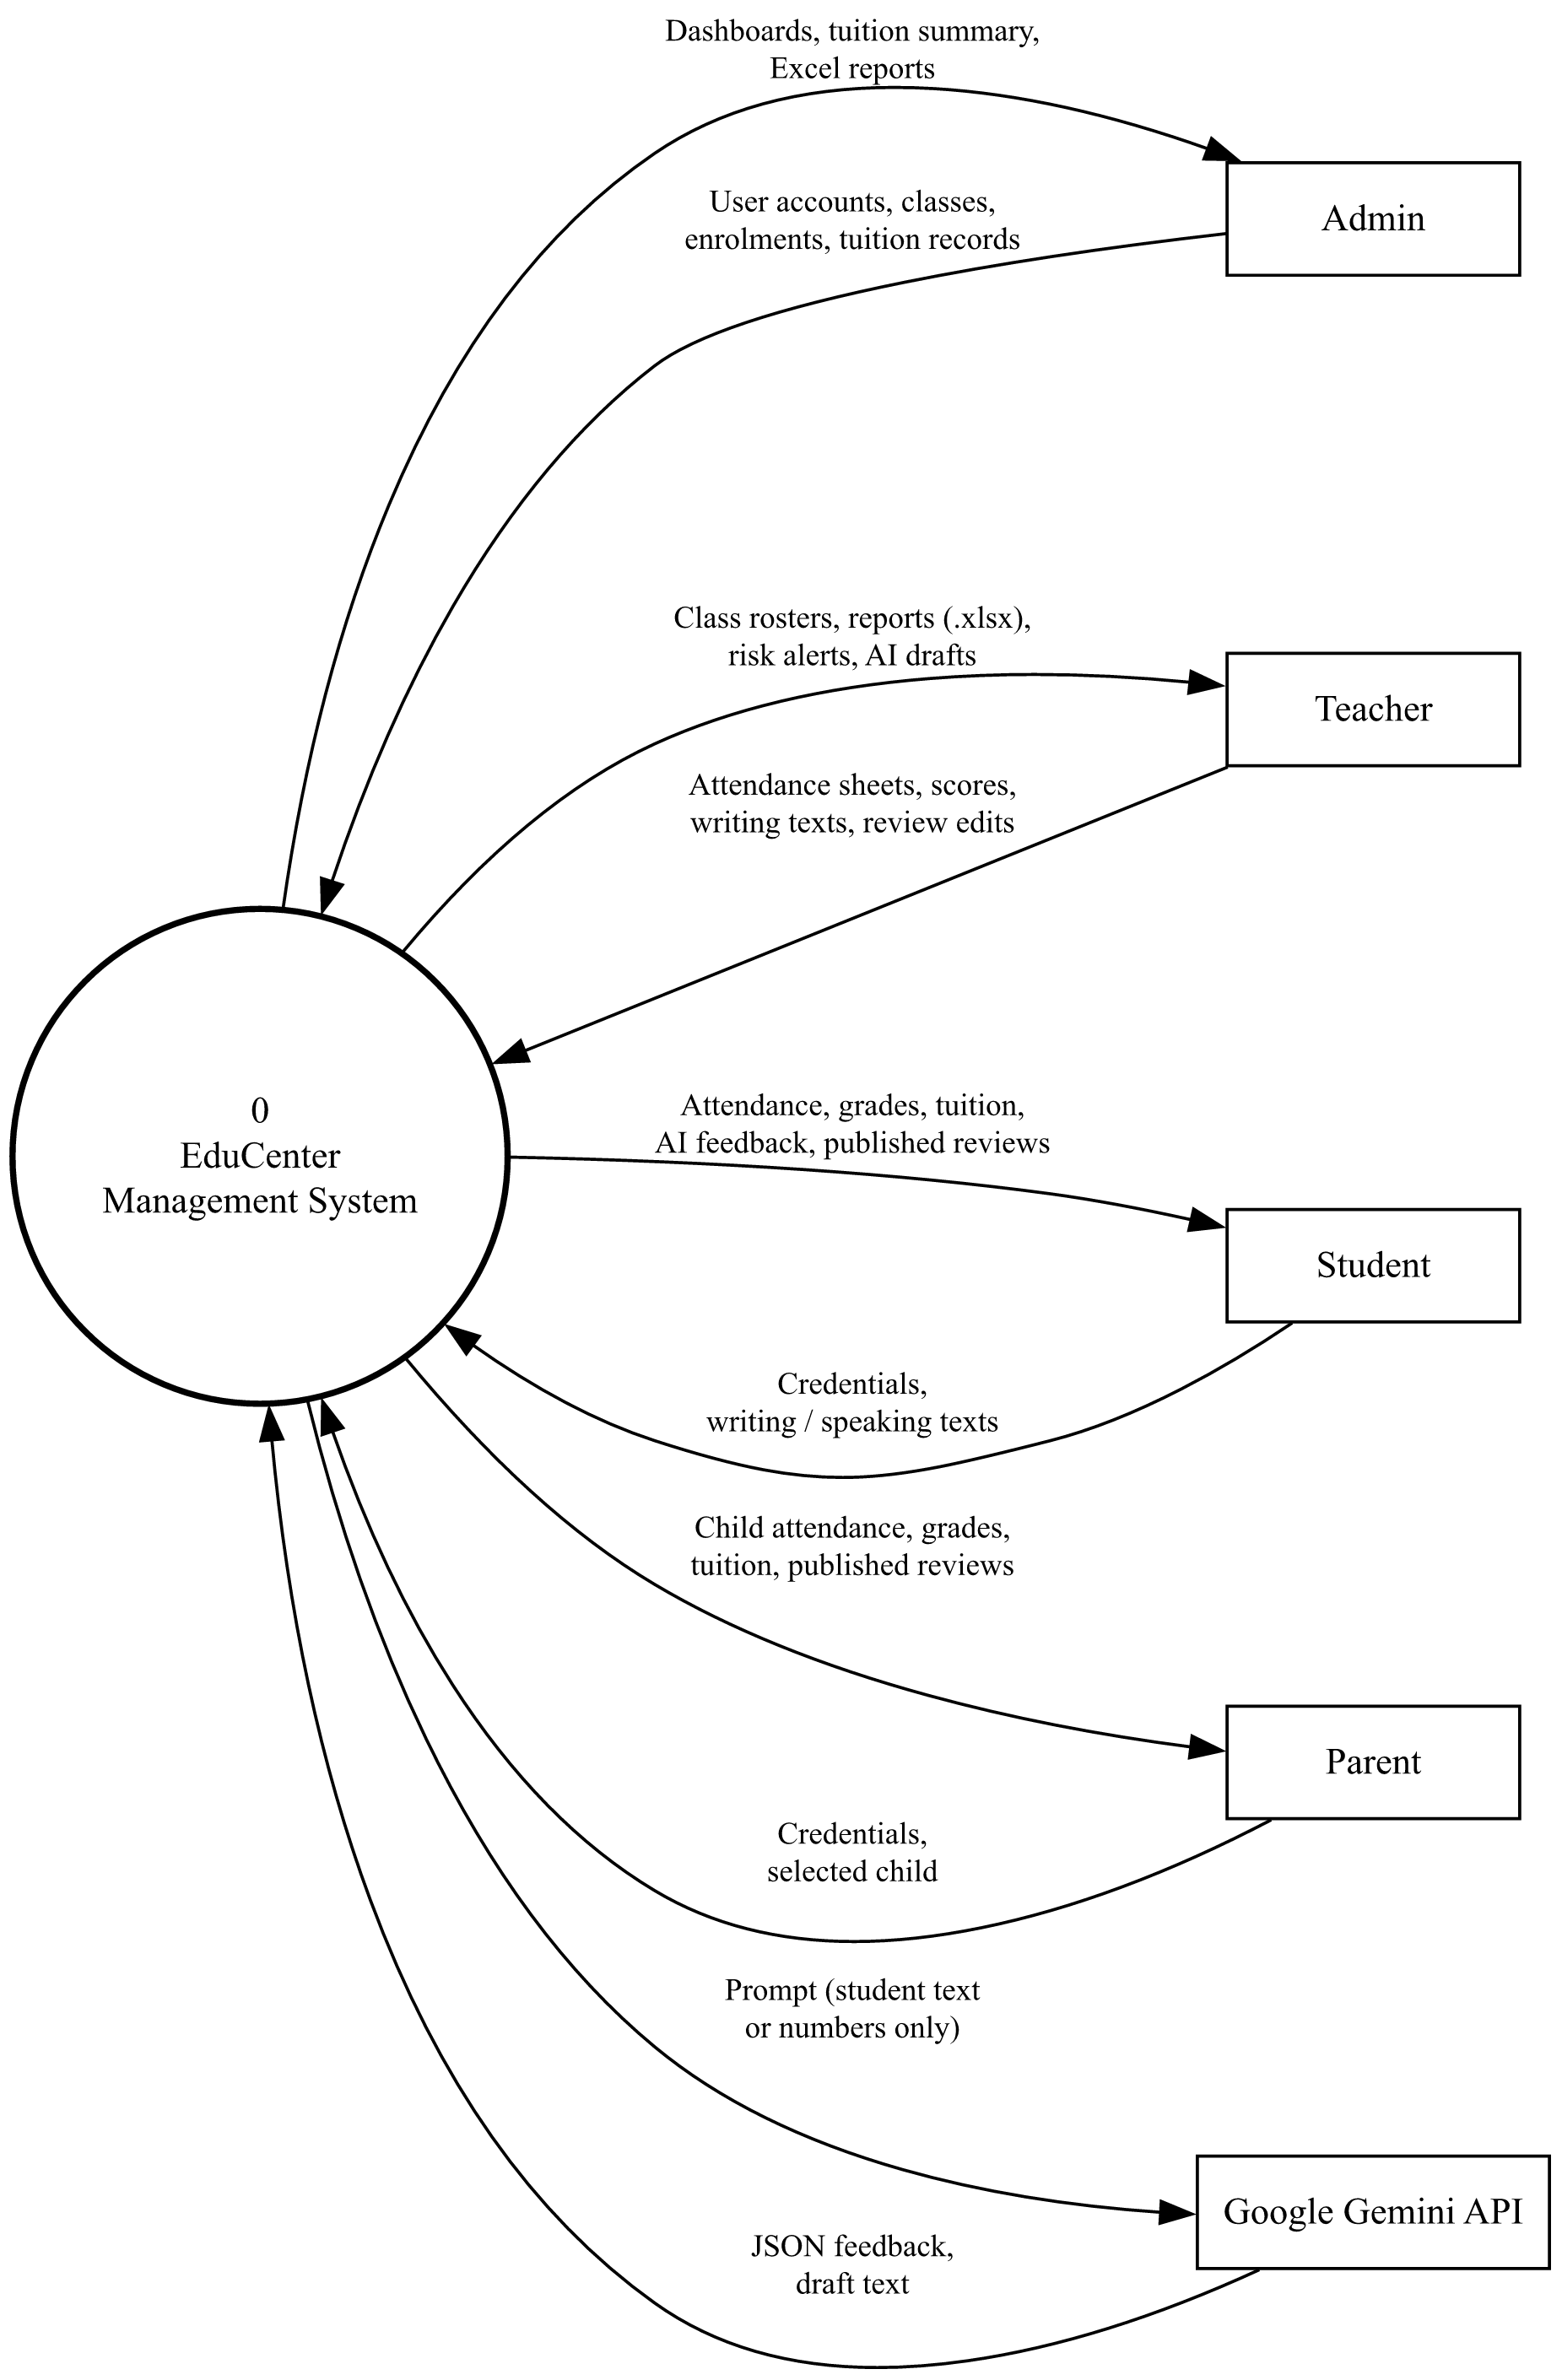 Dashboards, tuition summary,
Excel reports
User accounts, classes,
enrolments, tuition records
Admin
Class rosters, reports (.xlsx),
risk alerts, AI drafts
Teacher
Attendance sheets, scores,
writing texts, review edits
0
EduCenter
Management System
Attendance, grades, tuition,
AI feedback, published reviews
Student
Credentials,
writing / speaking texts
Child attendance, grades,
tuition, published reviews
Parent
Credentials,
selected child
Prompt (student text
or numbers only)
Google Gemini API
JSON feedback,
draft text